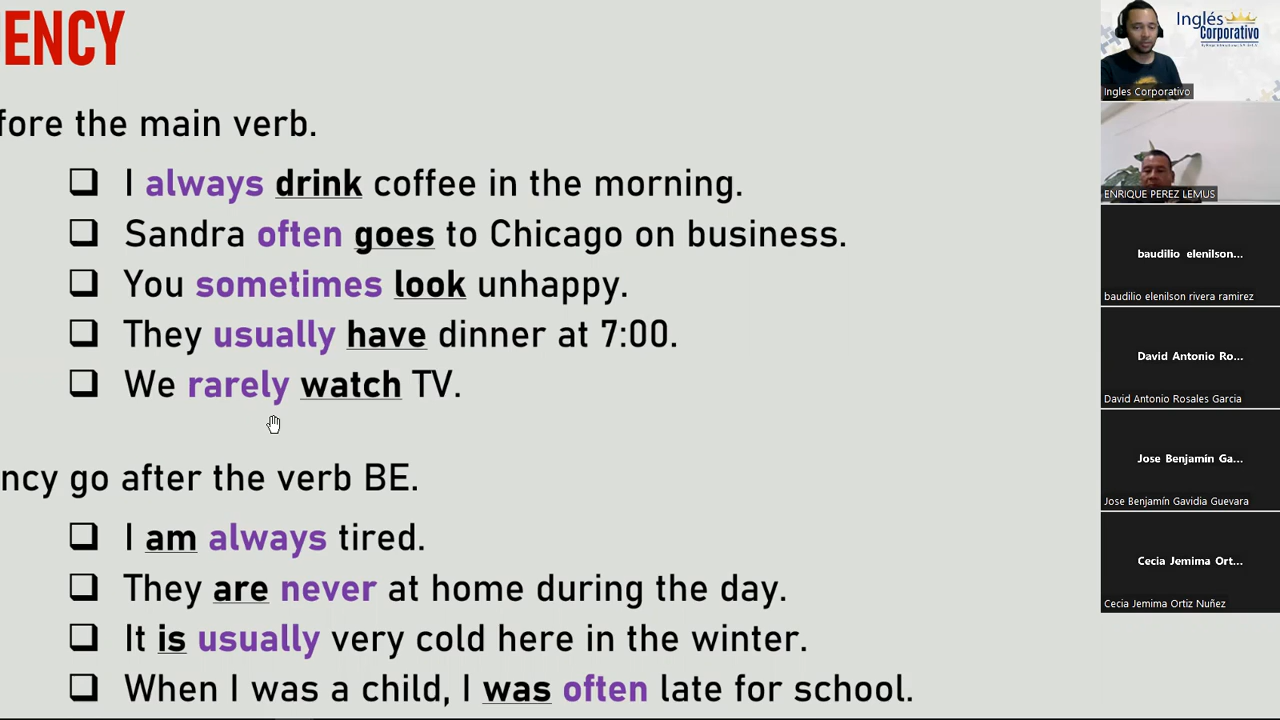 ENCY
fore the main verb.
I always drink coffee in the morning.
Sandra often goes to Chicago on business.
You sometimes look unhappy.
They usually have dinner at 7:00.
We rarely watch TV.
ncy go after the verb BE.
I am always tired.
They are never at home during the day.
It is usually very cold here in the winter.
When I was a child, I was often late for school.
Inglés
Corporativo
Ingles Corporativo
ENRIQUE PEREZ LEMUS
baudilio elenilson...
baudilio elenilson rivera ramirez
David Antonio Ro...
David Antonio Rosales Garcia
Jose Benjamín Ga...
Jose Benjamín Gavidia Guevara
Cecia Jemima Ort...
Cecia Jemima Ortiz Nuñez